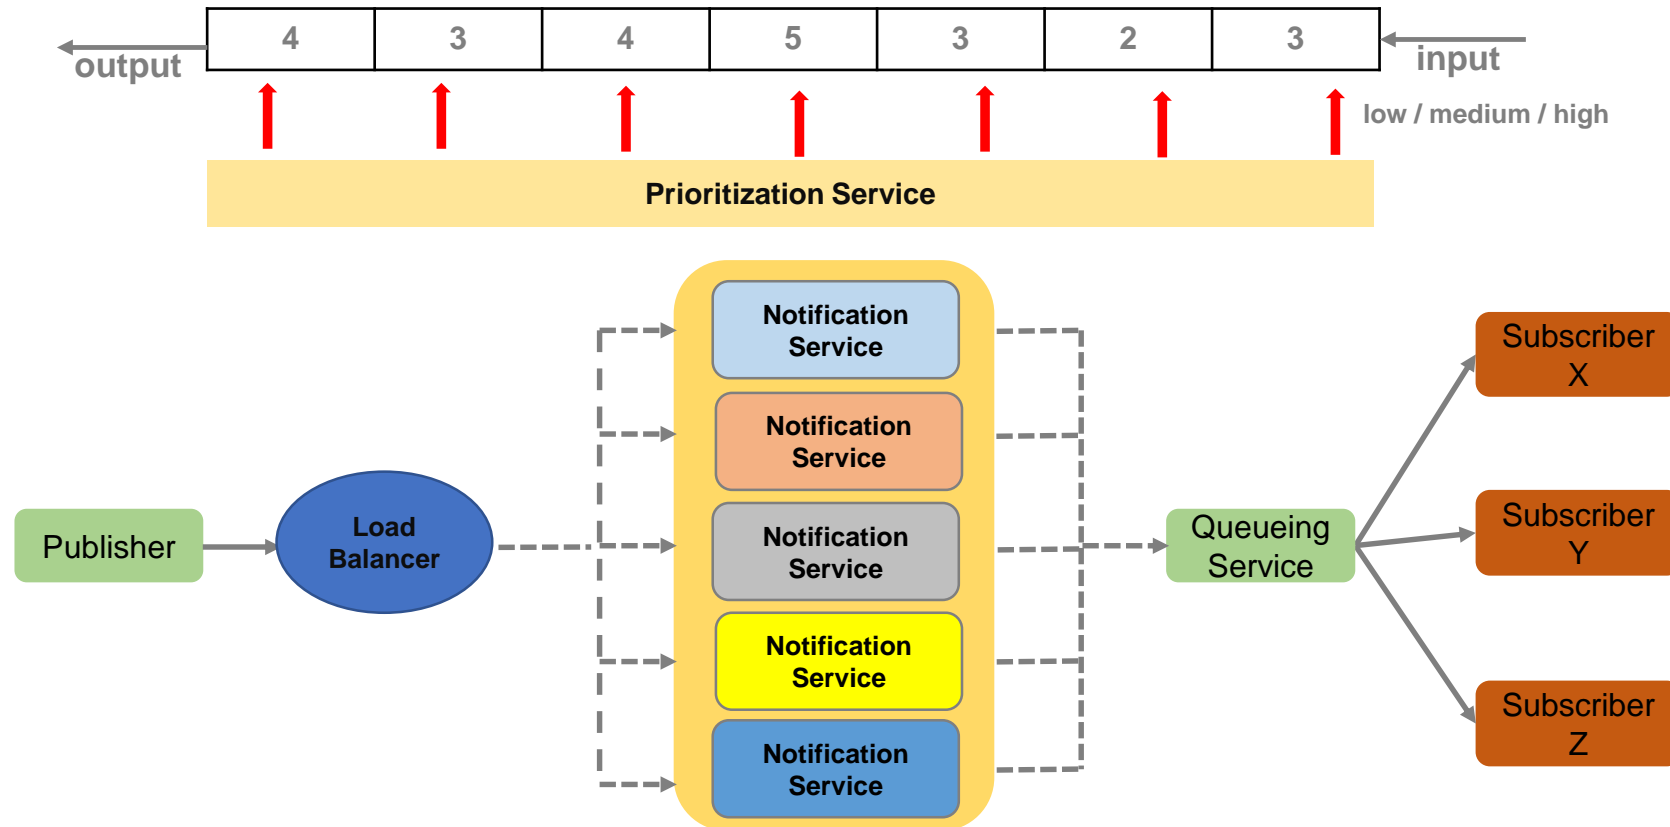 4 3 4 5 3 2 3
output
input
low / medium / high
Prioritization Service
Notification
Service
Notification
Service
Notification
Service
Notification
Service
Notification
Service
Publisher
Load
Balancer
Queueing
Service
Subscriber
X
Subscriber
Y
Subscriber
Z